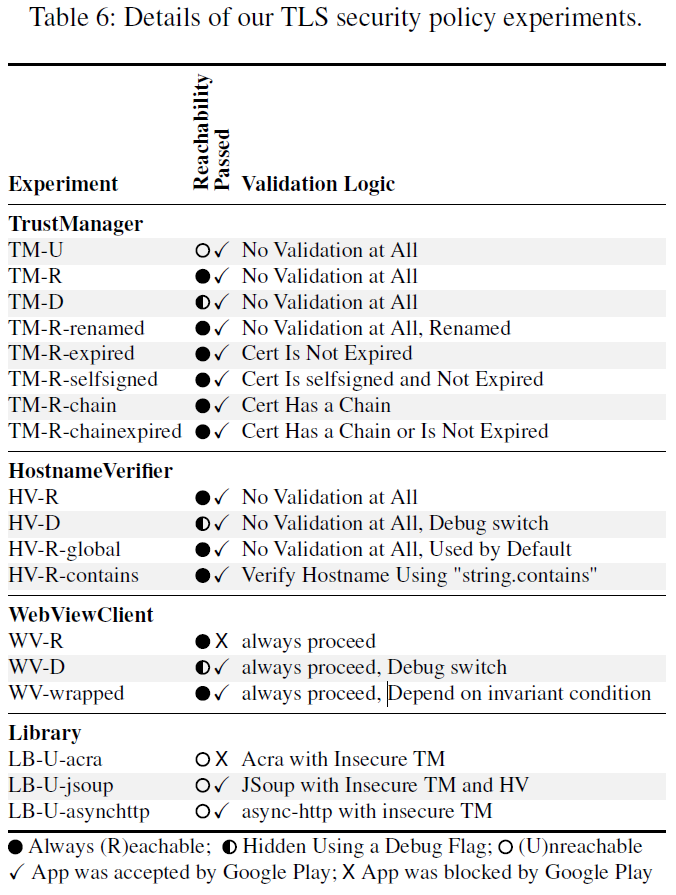 Table 6: Details of our TLS security policy experiments.
Experiment Reachability Passed Validation Logic
TrustManager
TM-U ○ ✓ No Validation at All
TM-R ● ✓ No Validation at All
TM-D ◐ ✓ No Validation at All
TM-R-renamed ● ✓ No Validation at All, Renamed
TM-R-expired ● ✓ Cert Is Not Expired
TM-R-selfsigned ● ✓ Cert Is selfsigned and Not Expired
TM-R-chain ● ✓ Cert Has a Chain
TM-R-chainexpired ● ✓ Cert Has a Chain or Is Not Expired
HostnameVerifier
HV-R ● ✓ No Validation at All
HV-D ◐ ✓ No Validation at All, Debug switch
HV-R-global ● ✓ No Validation at All, Used by Default
HV-R-contains ● ✓ Verify Hostname Using "string.contains"
WebViewClient
WV-R ● X always proceed
WV-D ◐ ✓ always proceed, Debug switch
WV-wrapped ● ✓ always proceed, Depend on invariant condition
Library
LB-U-acra ○ X Acra with Insecure TM
LB-U-jsoup ○ ✓ JSoup with Insecure TM and HV
LB-U-asynchttp ○ ✓ async-http with insecure TM
● Always (R)eachable; ◐ Hidden Using a Debug Flag; ○ (U)nreachable
✓ App was accepted by Google Play; X App was blocked by Google Play